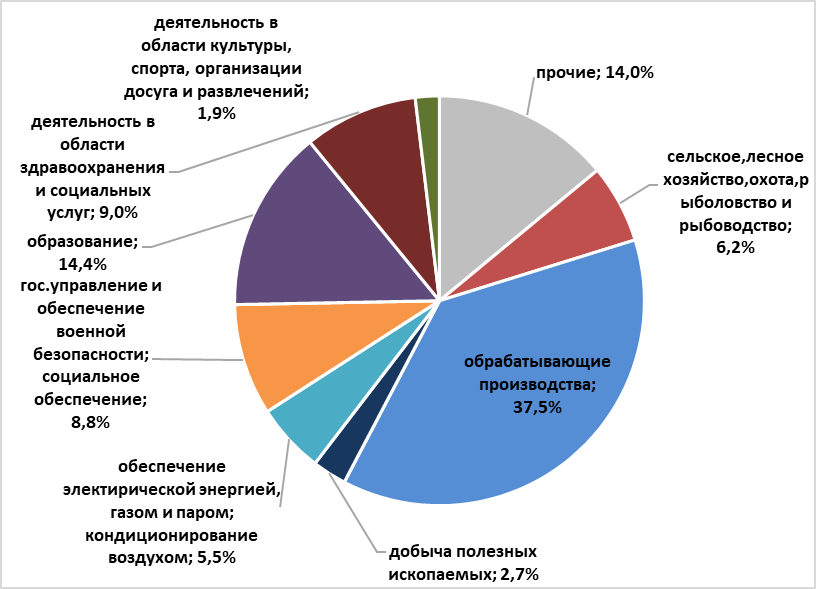 деятельность в
области культуры,
спорта, организации
досуга и развлечений;
1,9%
прочие; 14,0%
деятельность в
области
здравоохранения
и социальных
услуг; 9,0%
сельское,лесное
хозяйство,охота,р
ыболовство и
рыбоводство;
6,2%
образование;
14,4%
гос.управление и
обеспечение
военной
безопасности;
социальное
обеспечение;
8,8%
обрабатывающие
производства;
37,5%
обеспечение
электирической энергией,
газом и паром;
кондиционирование
воздухом; 5,5%
добыча полезных
ископаемых; 2,7%